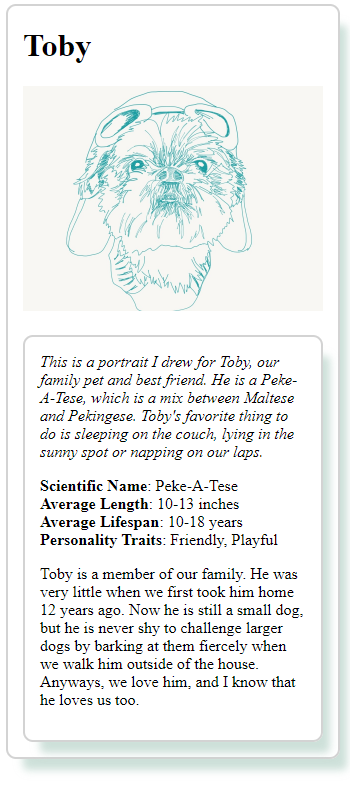 Toby
This is a portrait I drew for Toby, our
family pet and best friend. He is a Peke-
A-Tese, which is a mix between Maltese
and Pekingese. Toby's favorite thing to
do is sleeping on the couch, lying in the
sunny spot or napping on our laps.
Scientific Name: Peke-A-Tese
Average Length: 10-13 inches
Average Lifespan: 10-18 years
Personality Traits: Friendly, Playful
Toby is a member of our family. He was
very little when we first took him home
12 years ago. Now he is still a small dog,
but he is never shy to challenge larger
dogs by barking at them fiercely when
we walk him outside of the house.
Anyways, we love him, and I know that
he loves us too.